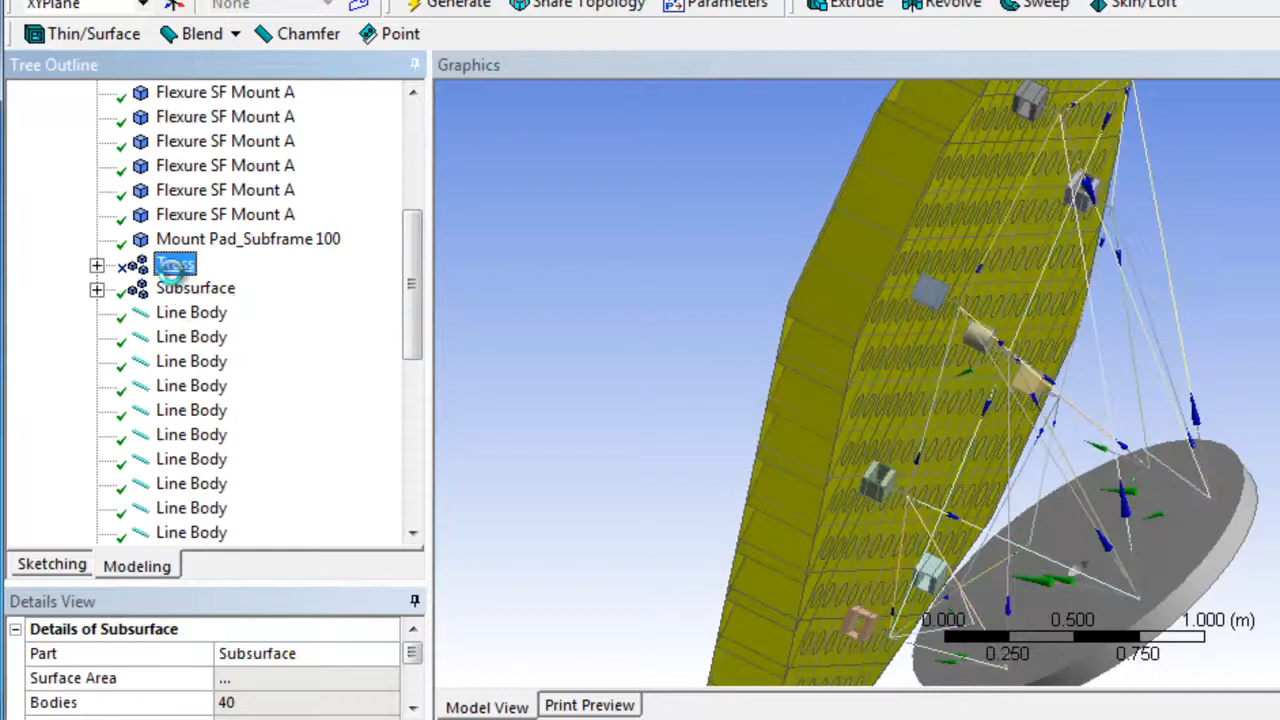 XYPlane None Generate Share Topology Parameters Extrude Revolve Sweep Skin/Loft
Thin/Surface Blend Chamfer Point
Tree Outline
Flexure SF Mount A
Flexure SF Mount A
Flexure SF Mount A
Flexure SF Mount A
Flexure SF Mount A
Flexure SF Mount A
Mount Pad_Subframe 100
Truss
Subsurface
Line Body
Line Body
Line Body
Line Body
Line Body
Line Body
Line Body
Line Body
Line Body
Line Body
Sketching Modeling
Details View
Details of Subsurface
Part Subsurface
Surface Area ...
Bodies 40
Graphics
0.000 0.500 1.000 (m)
0.250 0.750
Model View Print Preview